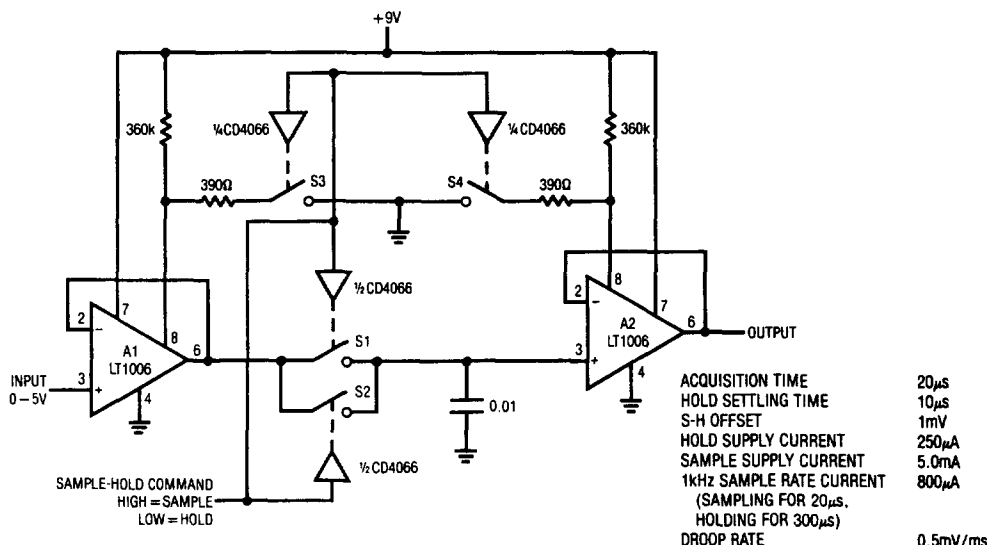 +9V
360k
¼CD4066
¼CD4066
360k
390Ω
S3
S4
390Ω
½CD4066
2
7
8
6
A1
LT1006
3
4
INPUT
0–5V
S1
S2
0.01
½CD4066
2
8
7
6
A2
LT1006
3
4
OUTPUT
SAMPLE-HOLD COMMAND
HIGH = SAMPLE
LOW = HOLD
ACQUISITION TIME 20µs
HOLD SETTLING TIME 10µs
S-H OFFSET 1mV
HOLD SUPPLY CURRENT 250µA
SAMPLE SUPPLY CURRENT 5.0mA
1kHz SAMPLE RATE CURRENT 800µA
(SAMPLING FOR 20µs,
HOLDING FOR 300µs)
DROOP RATE 0.5mV/ms